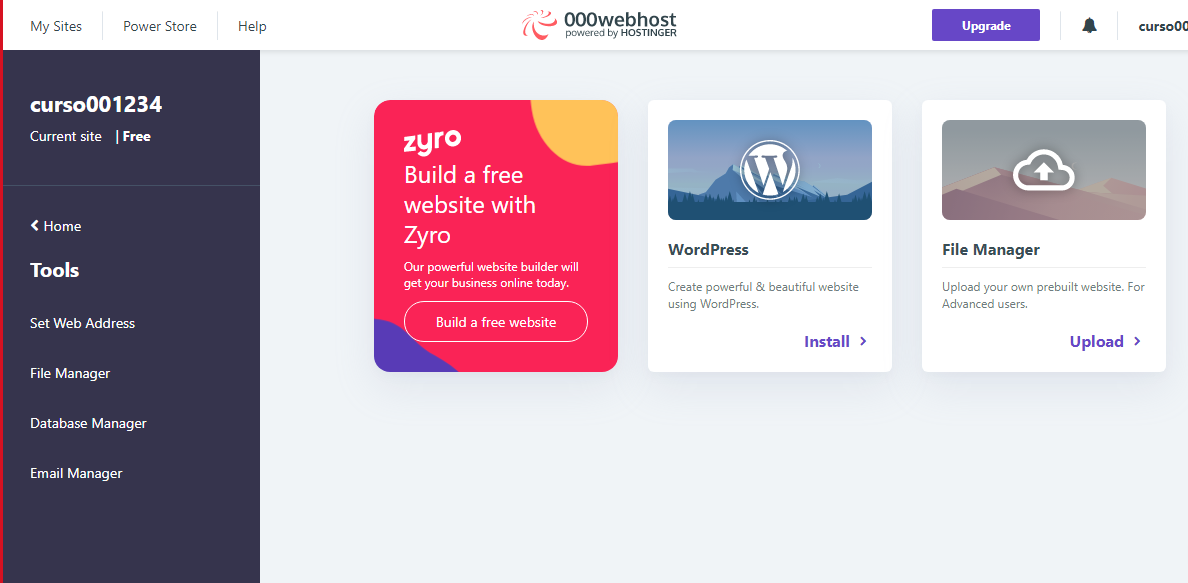 My Sites
Power Store
Help
000webhost
powered by HOSTINGER
Upgrade
curso00
curso001234
Current site | Free
Home
Tools
Set Web Address
File Manager
Database Manager
Email Manager
zyro
Build a free
website with
Zyro
Our powerful website builder will
get your business online today.
Build a free website
WordPress
Create powerful & beautiful website
using WordPress.
Install
File Manager
Upload your own prebuilt website. For
Advanced users.
Upload